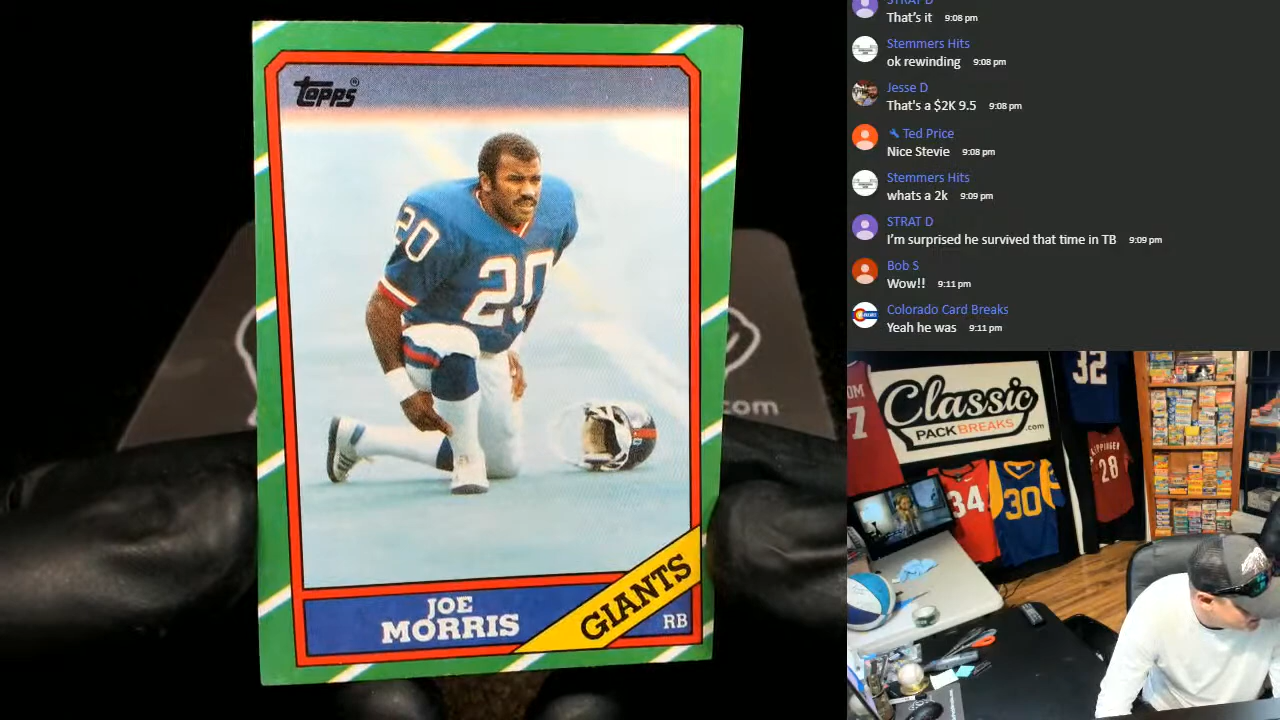 Topps
20
20
JOE
MORRIS
GIANTS
RB
com
STRAT D
That's it 9:08 pm
Stemmers Hits
ok rewinding 9:08 pm
Jesse D
That's a $2K 9.5 9:08 pm
Ted Price
Nice Stevie 9:08 pm
Stemmers Hits
whats a 2k 9:09 pm
STRAT D
I'm surprised he survived that time in TB 9:09 pm
Bob S
Wow!! 9:11 pm
Colorado Card Breaks
Yeah he was 9:11 pm
32
7
Classic
PACK BREAKS .com
34
30
28